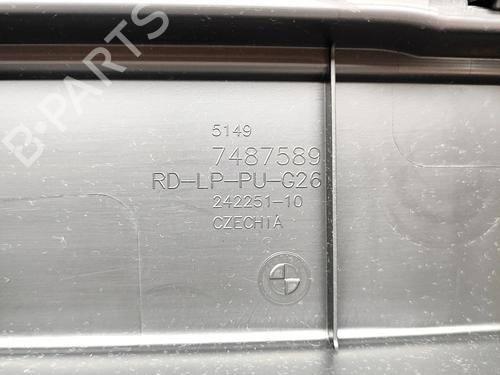 B-PARTS
5149
7487589
RD-LP-PU-G26
242251-10
CZECHIA